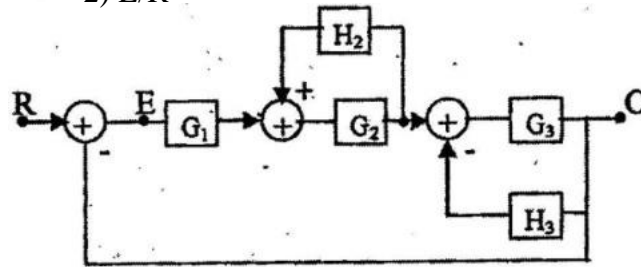 2) E/R
H₂
+
R
+
-
E
G₁
+
G₂
+
-
G₃
C
H₃